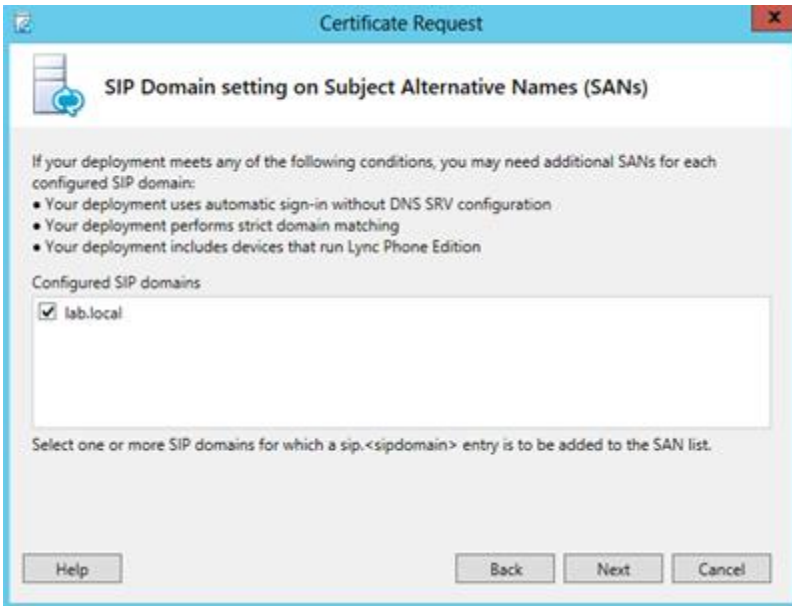 Certificate Request
x
SIP Domain setting on Subject Alternative Names (SANs)
If your deployment meets any of the following conditions, you may need additional SANs for each
configured SIP domain:
• Your deployment uses automatic sign-in without DNS SRV configuration
• Your deployment performs strict domain matching
• Your deployment includes devices that run Lync Phone Edition
Configured SIP domains
lab.local
Select one or more SIP domains for which a sip.<sipdomain> entry is to be added to the SAN list.
Help Back Next Cancel